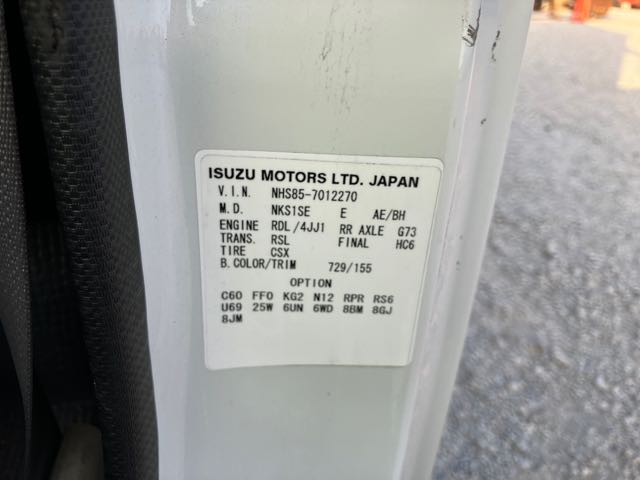 ISUZU MOTORS LTD. JAPAN
V.I.N. NHS85-7012270
M.D. NKS1SE E AE/BH
ENGINE RDL/4JJ1 RR AXLE G73
TRANS. RSL FINAL HC6
TIRE CSX
B.COLOR/TRIM 729/155
OPTION
C60 FF0 KG2 N12 RPR RS6
U69 25W 6UN 6WD 8BM 8GJ
8JM